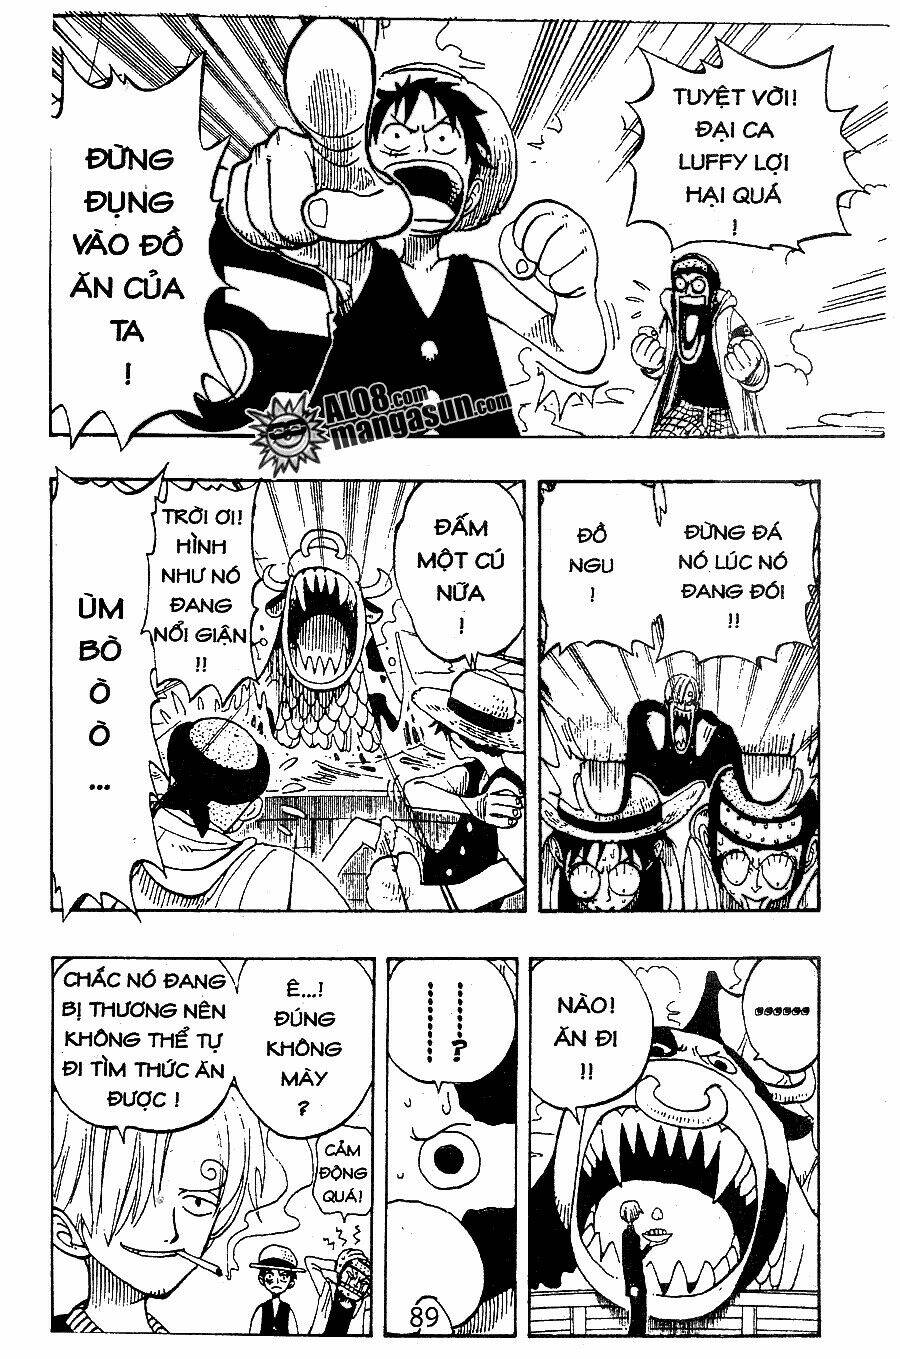 ĐỪNG
ĐỤNG
VÀO ĐỒ
ĂN CỦA
TA
!
TUYỆT VỜI!
ĐẠI CA
LUFFY LỢI
HẠI QUÁ
!
AL08.com
mangasun.com
ÙM
BÒ
Ò
Ò
...
TRỜI ƠI!
HÌNH
NHƯ NÓ
ĐANG
NỔI GIẬN
!!
ĐẤM
MỘT CÚ
NỮA
!
ĐỒ
NGU
!
ĐỪNG ĐÁ
NÓ LÚC NÓ
ĐANG ĐÓI
!!
CHẮC NÓ ĐANG
BỊ THƯƠNG NÊN
KHÔNG THỂ TỰ
ĐI TÌM THỨC ĂN
ĐƯỢC !
Ê...!
ĐÚNG
KHÔNG
MÀY
?
CẢM
ĐỘNG
QUÁ!
..........
.........?
NÀO!
ĂN ĐI
!!
......
89